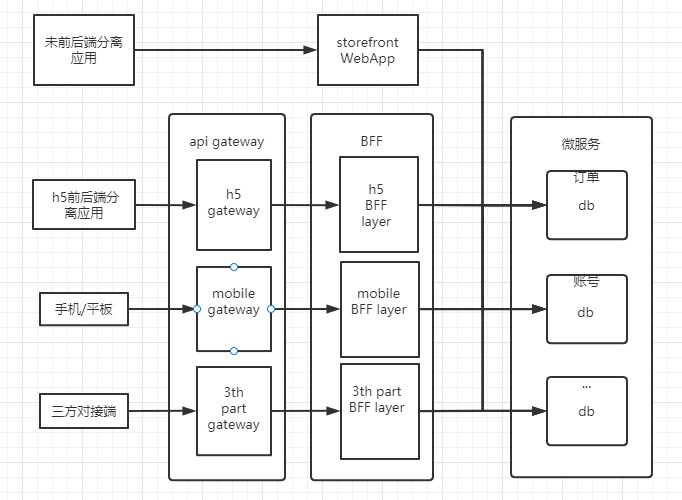 未前后端分离
应用
storefront
WebApp
api gateway
BFF
微服务
h5前后端分
离应用
h5
gateway
h5
BFF
layer
订单
db
手机/平板
mobile
gateway
mobile
BFF layer
账号
db
三方对接端
3th
part
gateway
3th part
BFF layer
...
db